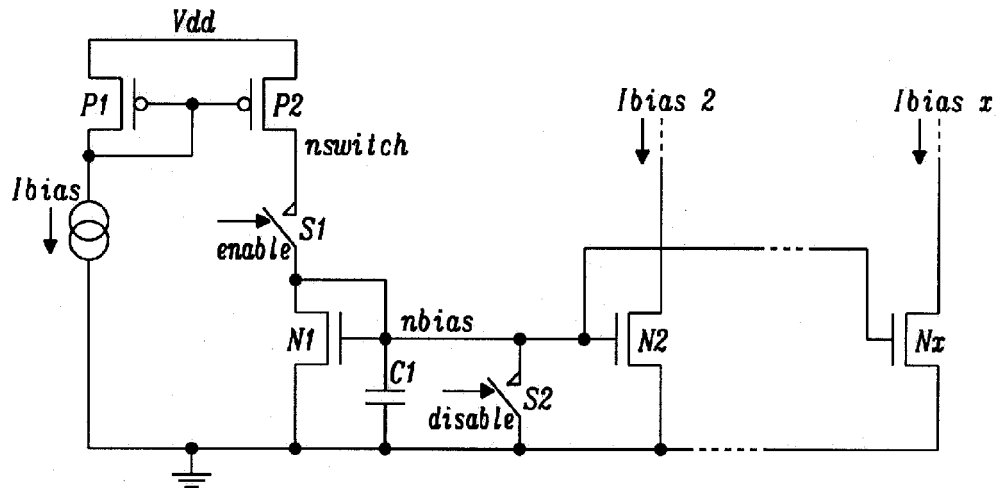 Vdd
P1
P2
Ibias 2
Ibias x
nswitch
Ibias
S1
enable
nbias
N1
N2
Nx
C1
S2
disable